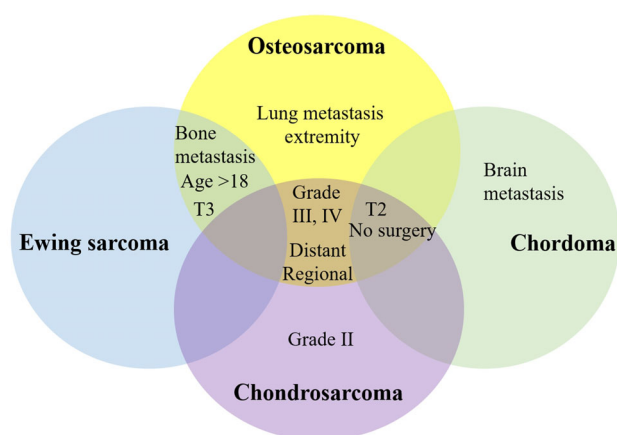 Osteosarcoma
Lung metastasis
extremity
Bone
metastasis
Age >18
T3
Grade
III, IV
Distant
Regional
T2
No surgery
Brain
metastasis
Ewing sarcoma
Chordoma
Grade II
Chondrosarcoma